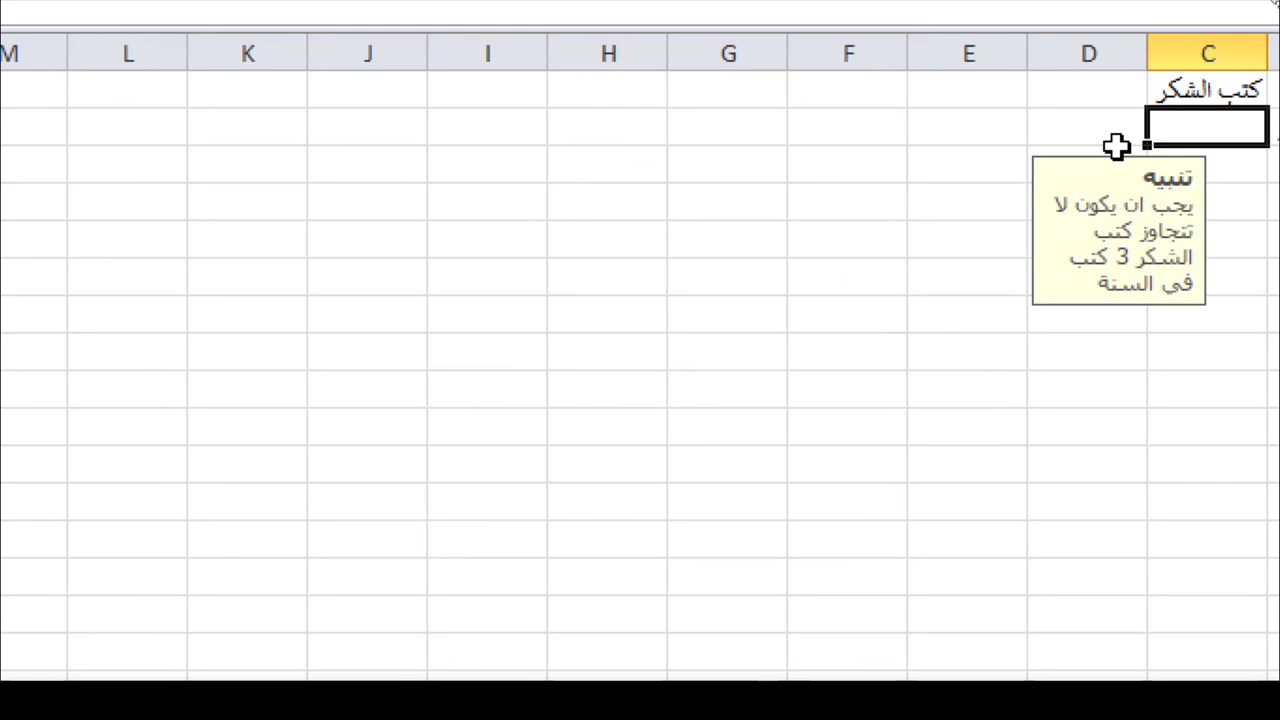 C D E F G H I J K L M
كتب الشكر
تنبيه
يجب ان يكون لا
تتجاوز كتب
الشكر 3 كتب
في السنة